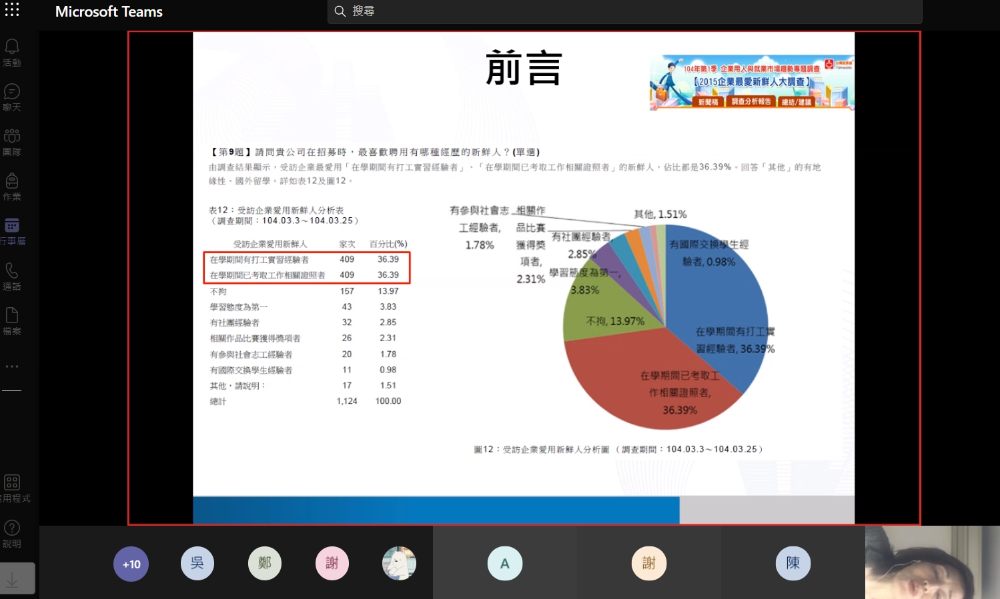 Microsoft Teams
搜尋
活動
聊天
團隊
作業
行事曆
通話
檔案
應用程式
說明
前言
104年第1季 企業用人與就業市場趨勢專題調查
【2015企業最愛新鮮人大調查】
新聞稿 調查分析報告 總結/建議
【第9題】請問貴公司在招募時，最喜歡聘用有哪種經歷的新鮮人？(單選)
由調查結果顯示，受訪企業最愛用「在學期間有打工實習經驗者」、「在學期間已考取工作相關證照者」的新鮮人，佔比都是36.39%。回答「其他」的有地
緣性、國外留學。詳如表12及圖12。
表12：受訪企業愛用新鮮人分析表
（調查期間：104.03.3～104.03.25）
受訪企業愛用新鮮人 家次 百分比(%)
在學期間有打工實習經驗者 409 36.39
在學期間已考取工作相關證照者 409 36.39
不拘 157 13.97
學習態度為第一 43 3.83
有社團經驗者 32 2.85
相關作品比賽獲得獎項者 26 2.31
有參與社會志工經驗者 20 1.78
有國際交換學生經驗者 11 0.98
其他，請說明： 17 1.51
總計 1,124 100.00
有參與社會志
工經驗者,
1.78%
相關作
品比賽
獲得獎
項者,
2.31%
有社團經驗者,
2.85%
學習態度為第一,
3.83%
其他, 1.51%
有國際交換學生經
驗者, 0.98%
不拘, 13.97%
在學期間有打工實
習經驗者, 36.39%
在學期間已考取工
作相關證照者,
36.39%
圖12：受訪企業愛用新鮮人分析圖 （調查期間：104.03.3～104.03.25）
+10
吳
鄭
謝
A
謝
陳